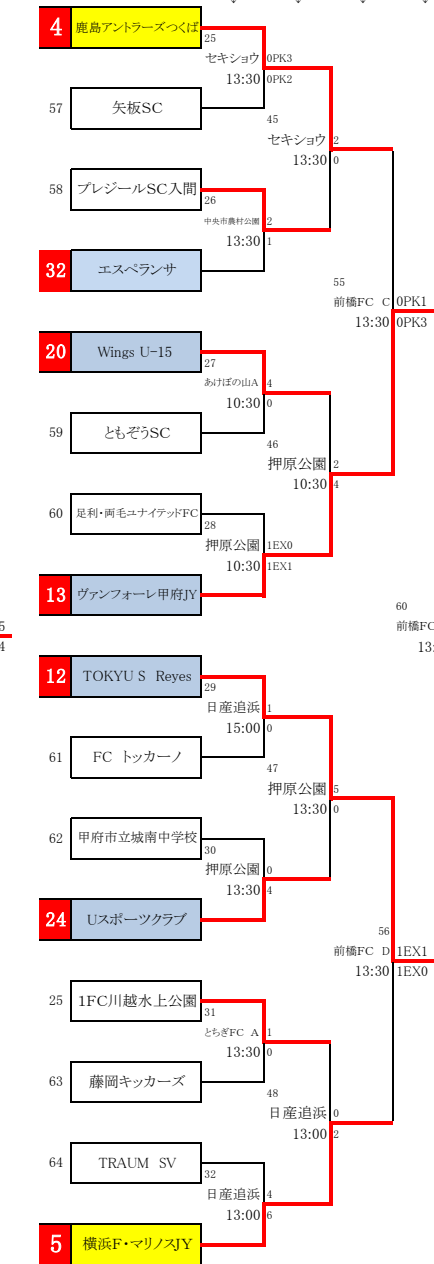 4 鹿島アントラーズつくば
25
セキショウ 0PK3
13:30 0PK2
57 矢板SC
45
セキショウ 2
13:30 0
58 プレジールSC入間
26
中央市農村公園 2
13:30 1
32 エスペランサ
55
前橋FC C 0PK1
13:30 0PK3
20 Wings U-15
27
あけぼの山A 4
10:30 0
59 ともぞうSC
46
押原公園 2
10:30 4
60 足利・両毛ユナイテッドFC
28
押原公園 1EX0
10:30 1EX1
13 ヴァンフォーレ甲府JY
60
5 前橋FC
4 13:
12 TOKYU S Reyes
29
日産追浜 1
15:00 0
61 FC トッカーノ
47
押原公園 5
13:30 0
62 甲府市立城南中学校
30
押原公園 0
13:30 4
24 Uスポーツクラブ
56
前橋FC D 1EX1
13:30 1EX0
25 1FC川越水上公園
31
とちぎFC A 1
13:30 0
63 藤岡キッカーズ
48
日産追浜 0
13:00 2
64 TRAUM SV
32
日産追浜 4
13:00 6
5 横浜F・マリノスJY